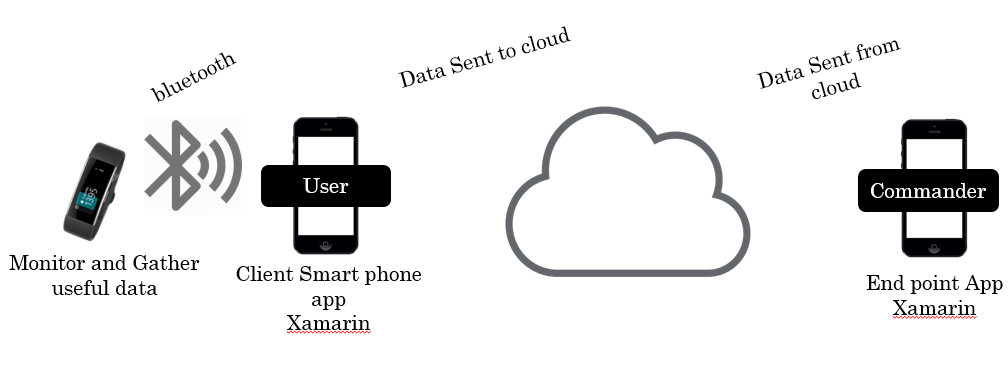 bluetooth
Data Sent to cloud
Data Sent from
cloud
User
Commander
Monitor and Gather
useful data
Client Smart phone
app
Xamarin
End point App
Xamarin